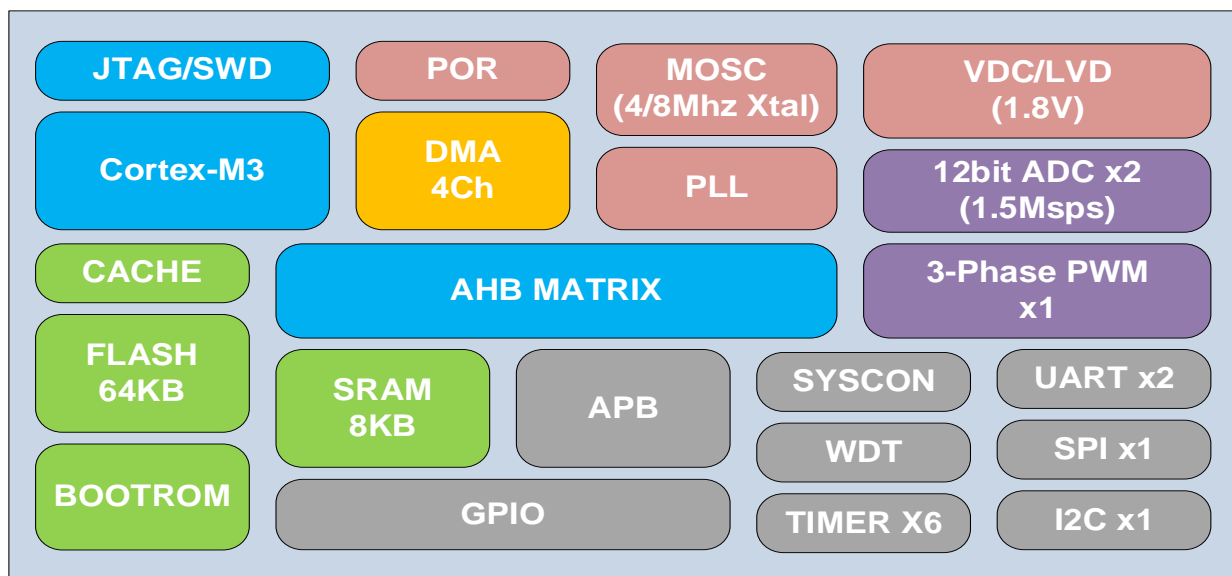 JTAG/SWD
POR
MOSC
(4/8Mhz Xtal)
VDC/LVD
(1.8V)
Cortex-M3
DMA
4Ch
PLL
12bit ADC x2
(1.5Msps)
CACHE
AHB MATRIX
3-Phase PWM
x1
FLASH
64KB
SRAM
8KB
APB
SYSCON
UART x2
WDT
SPI x1
BOOTROM
GPIO
TIMER X6
I2C x1